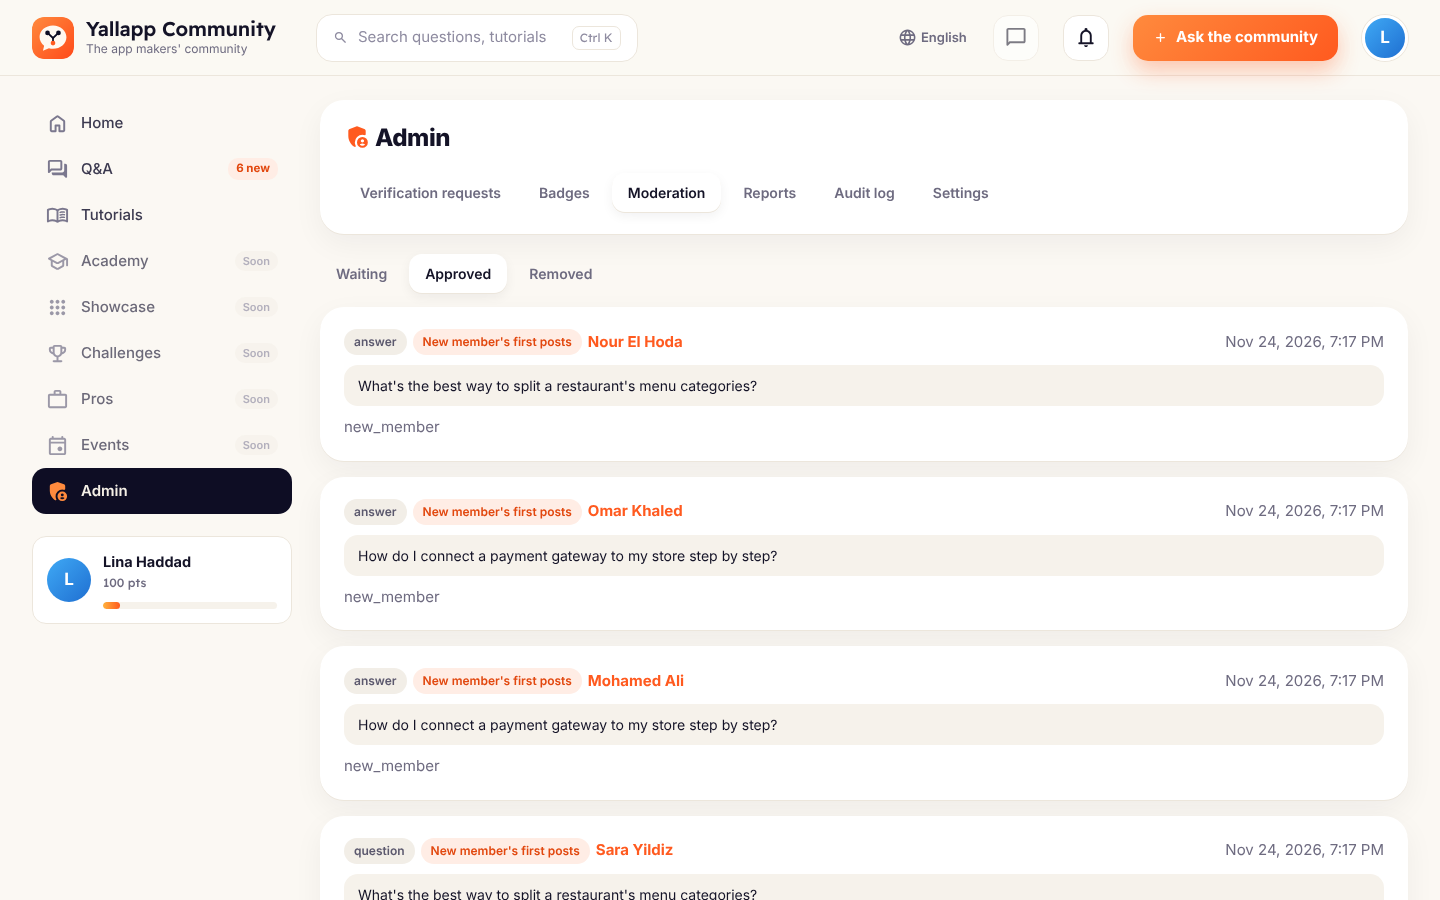 Yallapp Community
The app makers' community
Search questions, tutorials
Ctrl K
English
Ask the community
L
Home
Q&A
6 new
Tutorials
Academy
Soon
Showcase
Soon
Challenges
Soon
Pros
Soon
Events
Soon
Admin
L
Lina Haddad
100 pts
Admin
Verification requests
Badges
Moderation
Reports
Audit log
Settings
Waiting
Approved
Removed
answer New member's first posts Nour El Hoda Nov 24, 2026, 7:17 PM
What's the best way to split a restaurant's menu categories?
new_member
answer New member's first posts Omar Khaled Nov 24, 2026, 7:17 PM
How do I connect a payment gateway to my store step by step?
new_member
answer New member's first posts Mohamed Ali Nov 24, 2026, 7:17 PM
How do I connect a payment gateway to my store step by step?
new_member
question New member's first posts Sara Yildiz Nov 24, 2026, 7:17 PM
What's the best way to split a restaurant's menu categories?